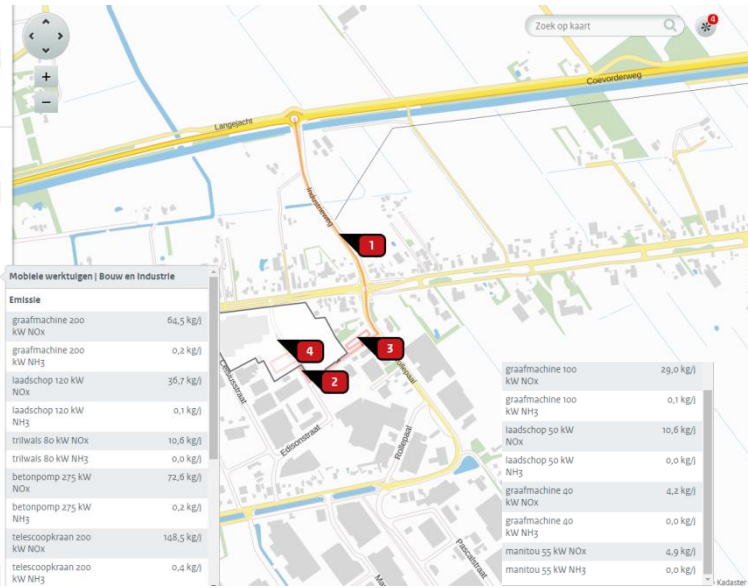 Zoek op kaart
4
+
−
Coevorderweg
Langejacht
Industrieweg
1
Mobiele werktuigen | Bouw en Industrie
Emissie
graafmachine 200 kW NOx 64,5 kg/j
graafmachine 200 kW NH3 0,2 kg/j
laadschop 120 kW NOx 36,7 kg/j
laadschop 120 kW NH3 0,1 kg/j
trilwals 80 kW NOx 10,6 kg/j
trilwals 80 kW NH3 0,0 kg/j
betonpomp 275 kW NOx 72,6 kg/j
betonpomp 275 kW NH3 0,2 kg/j
telescoopkraan 200 kW NOx 148,5 kg/j
telescoopkraan 200 kW NH3 0,4 kg/j
4
3
2
Celsiusstraat
Edisonstraat
Rollepaal
Rollepaal
Pascalstraat
graafmachine 100 kW NOx 29,0 kg/j
graafmachine 100 kW NH3 0,1 kg/j
laadschop 50 kW NOx 10,6 kg/j
laadschop 50 kW NH3 0,0 kg/j
graafmachine 40 kW NOx 4,2 kg/j
graafmachine 40 kW NH3 0,0 kg/j
manitou 55 kW NOx 4,9 kg/j
manitou 55 kW NH3 0,0 kg/j
Kadaster